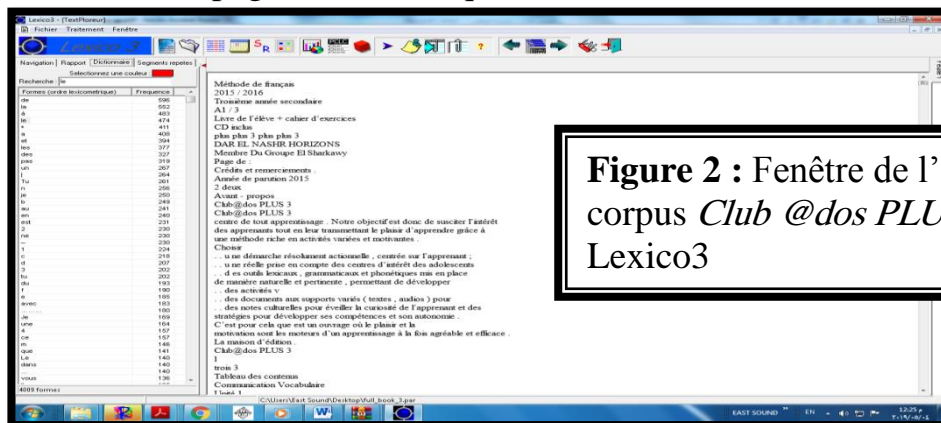 Lexico3 - [TextPloreur]
Fichier Traitement Fenêtre
Lexico 3
Navigation Rapport Dictionnaire Segments repetes
Selectionnez une couleur
Recherche le
Formes (ordre lexicometrique) Frequence
de 596
la 552
à 483
le 474
411
a 408
et 394
les 377
des 327
pas 319
un 267
264
Tu 261
n 256
je 250
b 249
au 241
en 240
est 231
2 230
ne 230
– 230
1 224
c 218
207
3 202
tu 202
du 193
f 190
185
avec 183
180
Je 169
une 164
4 157
ce 157
m 146
que 141
Le 140
dans 140
140
vous 136
4089 formes
Méthode de français
2015 / 2016
Troisième année secondaire
A1 / 3
Livre de l'élève + cahier d'exercices
CD inclus
plus plus 3 plus plus 3
DAR EL NASHR HORIZONS
Membre Du Groupe El Sharkawy
Page de :
Crédits et remerciements .
Année de parution 2015
2 deux
Avant - propos
Club@dos PLUS 3
Club@dos PLUS 3
centre de tout apprentissage . Notre objectif est donc de susciter l'intérêt
des apprenants tout en leur transmettant le plaisir d'apprendre grâce à
une méthode riche en activités variées et motivantes .
Choisir
. . u ne démarche résolument actionnelle , centrée sur l'apprenant ;
. . u ne réelle prise en compte des centres d'intérêt des adolescents
. . d es outils lexicaux , grammaticaux et phonétiques mis en place
de manière naturelle et pertinente , permettant de développer
. . des activités v
. . des documents aux supports variés ( textes , audios ) pour
. . des notes culturelles pour éveiller la curiosité de l'apprenant et des
stratégies pour développer ses compétences et son autonomie .
C'est pour cela que est un ouvrage où le plaisir et la
motivation sont les moteurs d'un apprentissage à la fois agréable et efficace .
La maison d'édition .
Club@dos PLUS 3
1
trois 3
Tableau des contenus
Communication Vocabulaire
Unité 1
Figure 2 : Fenêtre de l'
corpus Club @dos PLU
Lexico3
C:\Users\East Sound\Desktop\full_book_3.par
EAST SOUND EN 12:25 م